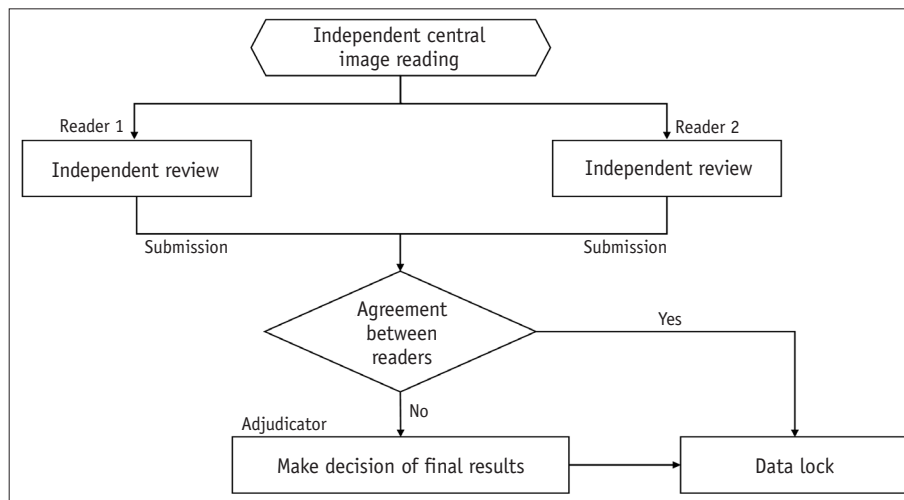 Independent central
image reading
Reader 1
Reader 2
Independent review
Independent review
Submission
Submission
Agreement
between
readers
Yes
No
Adjudicator
Make decision of final results
Data lock